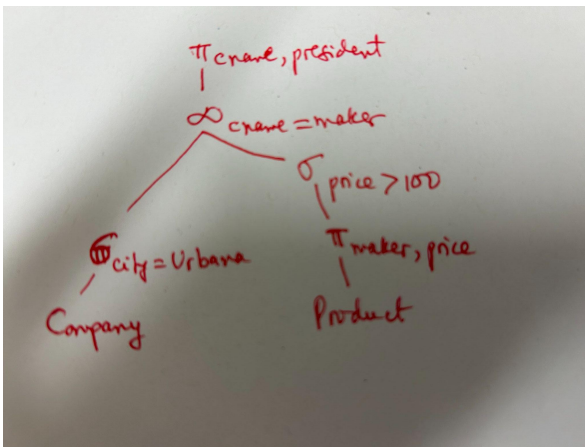 π cname, president
∞ cname = maker
σ price > 100
σ city = Urbana
π maker, price
Company
Product